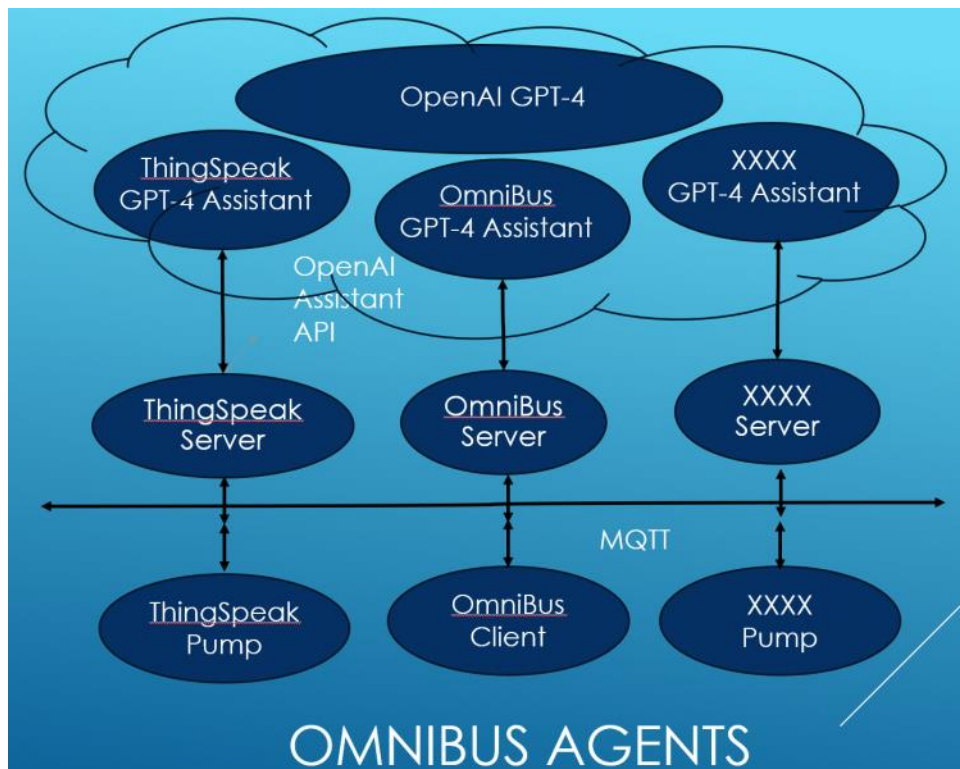 OpenAI GPT-4
ThingSpeak
GPT-4 Assistant
OmniBus
GPT-4 Assistant
XXXX
GPT-4 Assistant
OpenAI
Assistant
API
ThingSpeak
Server
OmniBus
Server
XXXX
Server
MQTT
ThingSpeak
Pump
OmniBus
Client
XXXX
Pump
OMNIBUS AGENTS